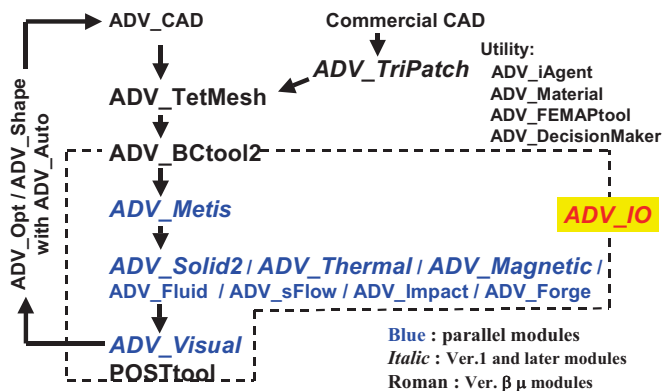 ADV_CAD
Commercial CAD
Utility:
ADV_iAgent
ADV_Material
ADV_FEMAPtool
ADV_DecisionMaker
ADV_TriPatch
ADV_TetMesh
ADV_Opt / ADV_Shape
with ADV_Auto
ADV_BCtool2
ADV_Metis
ADV_IO
ADV_Solid2 / ADV_Thermal / ADV_Magnetic /
ADV_Fluid / ADV_sFlow / ADV_Impact / ADV_Forge
ADV_Visual
POSTtool
Blue : parallel modules
Italic : Ver.1 and later modules
Roman : Ver. β μ modules